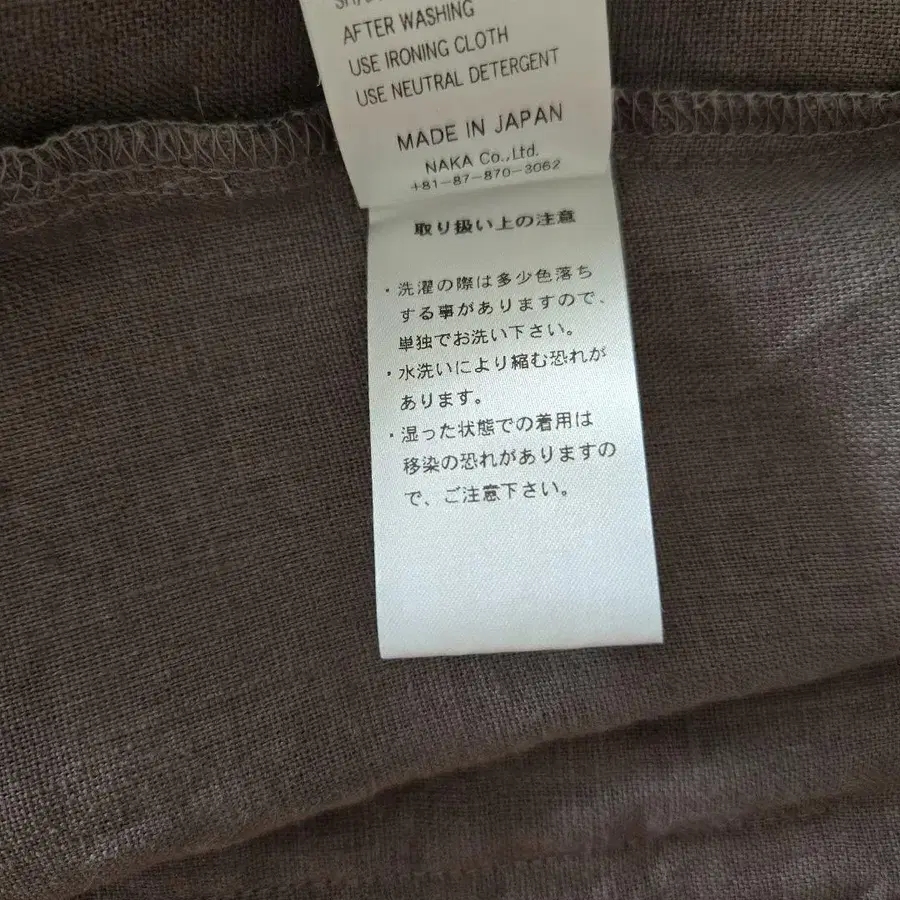 AFTER WASHING
USE IRONING CLOTH
USE NEUTRAL DETERGENT
MADE IN JAPAN
NAKA Co.,Ltd.
+81-87-870-3062
取り扱い上の注意
・洗濯の際は多少色落ち
する事がありますので、
単独でお洗い下さい。
・水洗いにより縮む恐れが
あります。
・湿った状態での着用は
移染の恐れがありますの
で、ご注意下さい。